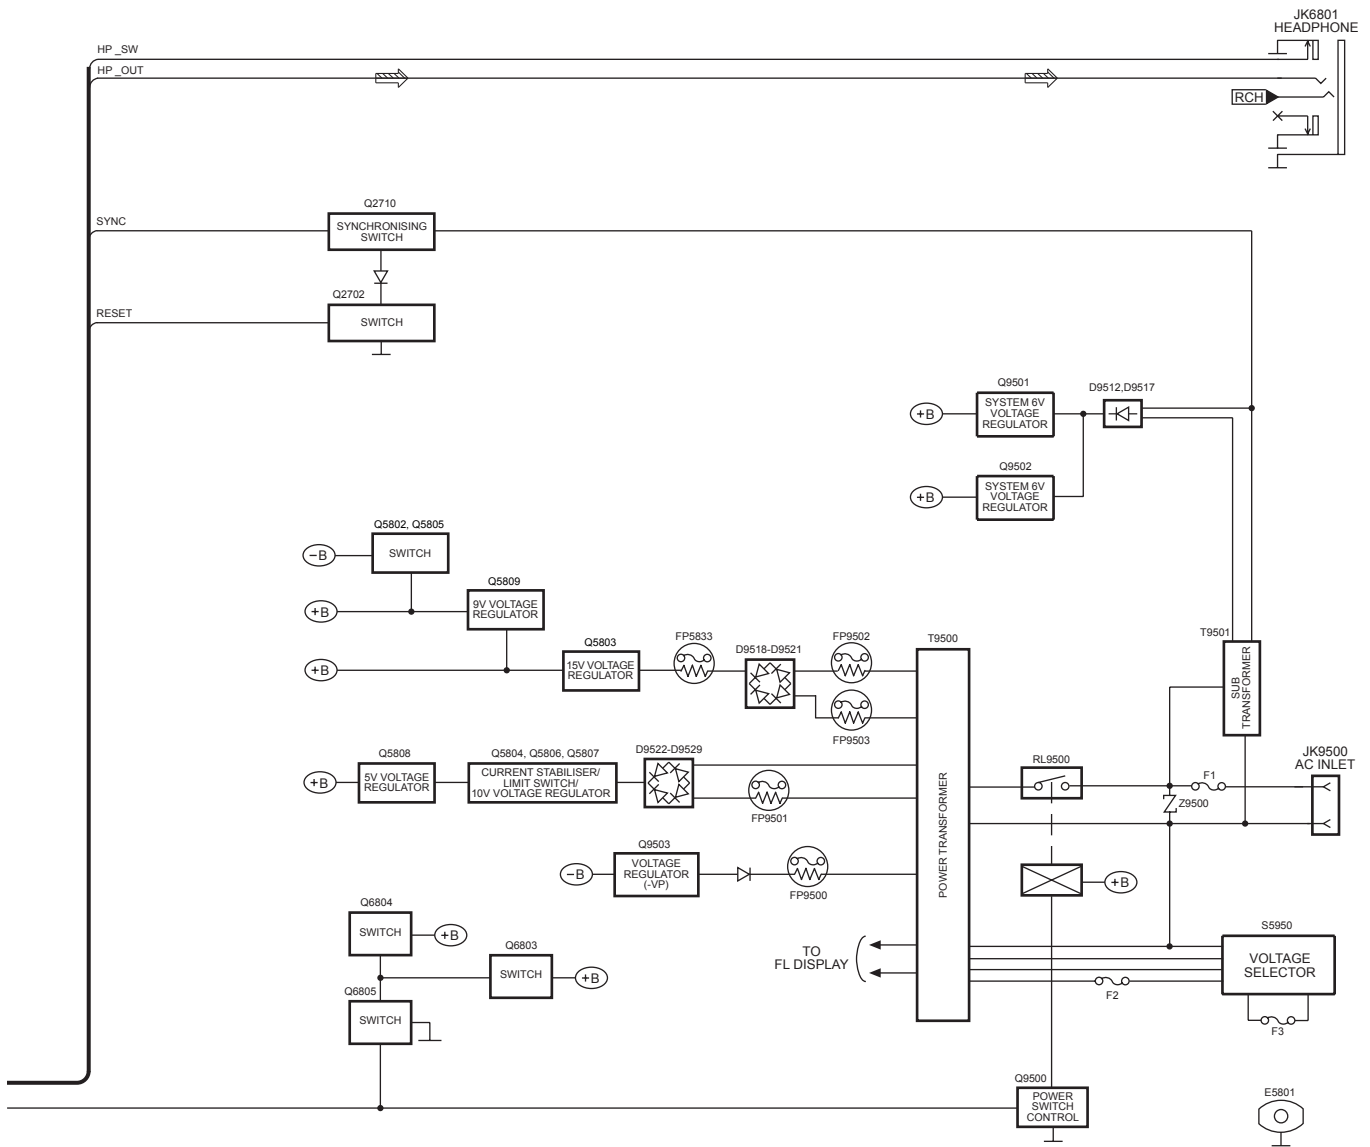 JK6801
HEADPHONE
HP _SW
HP _OUT
RCH
Q2710
SYNC
SYNCHRONISING
SWITCH
Q2702
RESET
SWITCH
Q9501
D9512,D9517
+B
SYSTEM 6V
VOLTAGE
REGULATOR
Q9502
+B
SYSTEM 6V
VOLTAGE
REGULATOR
Q5802, Q5805
−B
SWITCH
Q5809
+B
9V VOLTAGE
REGULATOR
Q5803
FP5833
D9518-D9521
FP9502
T9500
T9501
+B
15V VOLTAGE
REGULATOR
SUB
TRANSFORMER
FP9503
Q5808
Q5804, Q5806, Q5807
D9522-D9529
RL9500
JK9500
AC INLET
+B
5V VOLTAGE
REGULATOR
CURRENT STABILISER/
LIMIT SWITCH/
10V VOLTAGE REGULATOR
F1
Z9500
FP9501
POWER TRANSFORMER
Q9503
−B
VOLTAGE
REGULATOR
(-VP)
FP9500
+B
Q6804
SWITCH
+B
Q6803
SWITCH
+B
TO
FL DISPLAY
S5950
VOLTAGE
SELECTOR
F2
F3
Q6805
SWITCH
Q9500
POWER
SWITCH
CONTROL
E5801